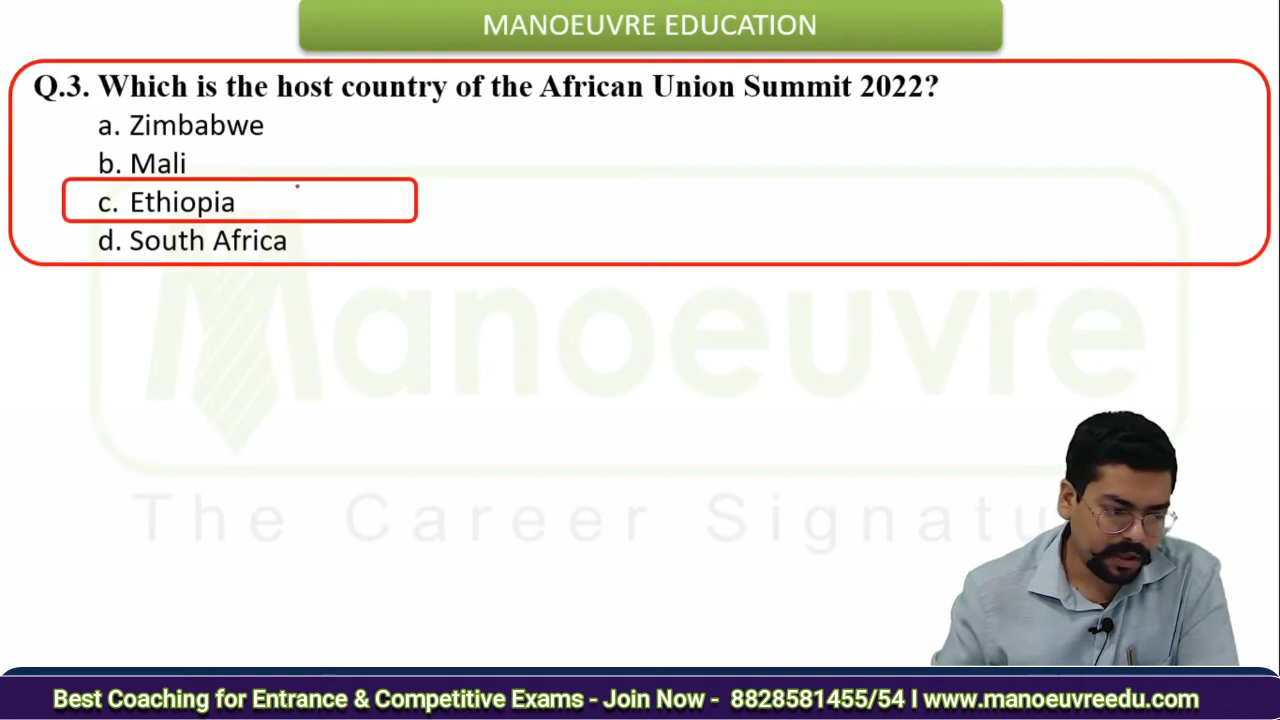 MANOEUVRE EDUCATION
Q.3. Which is the host country of the African Union Summit 2022?
a. Zimbabwe
b. Mali
c. Ethiopia
d. South Africa
Manoeuvre
The Career Signatu
Best Coaching for Entrance & Competitive Exams - Join Now - 8828581455/54 I www.manoeuvreedu.com